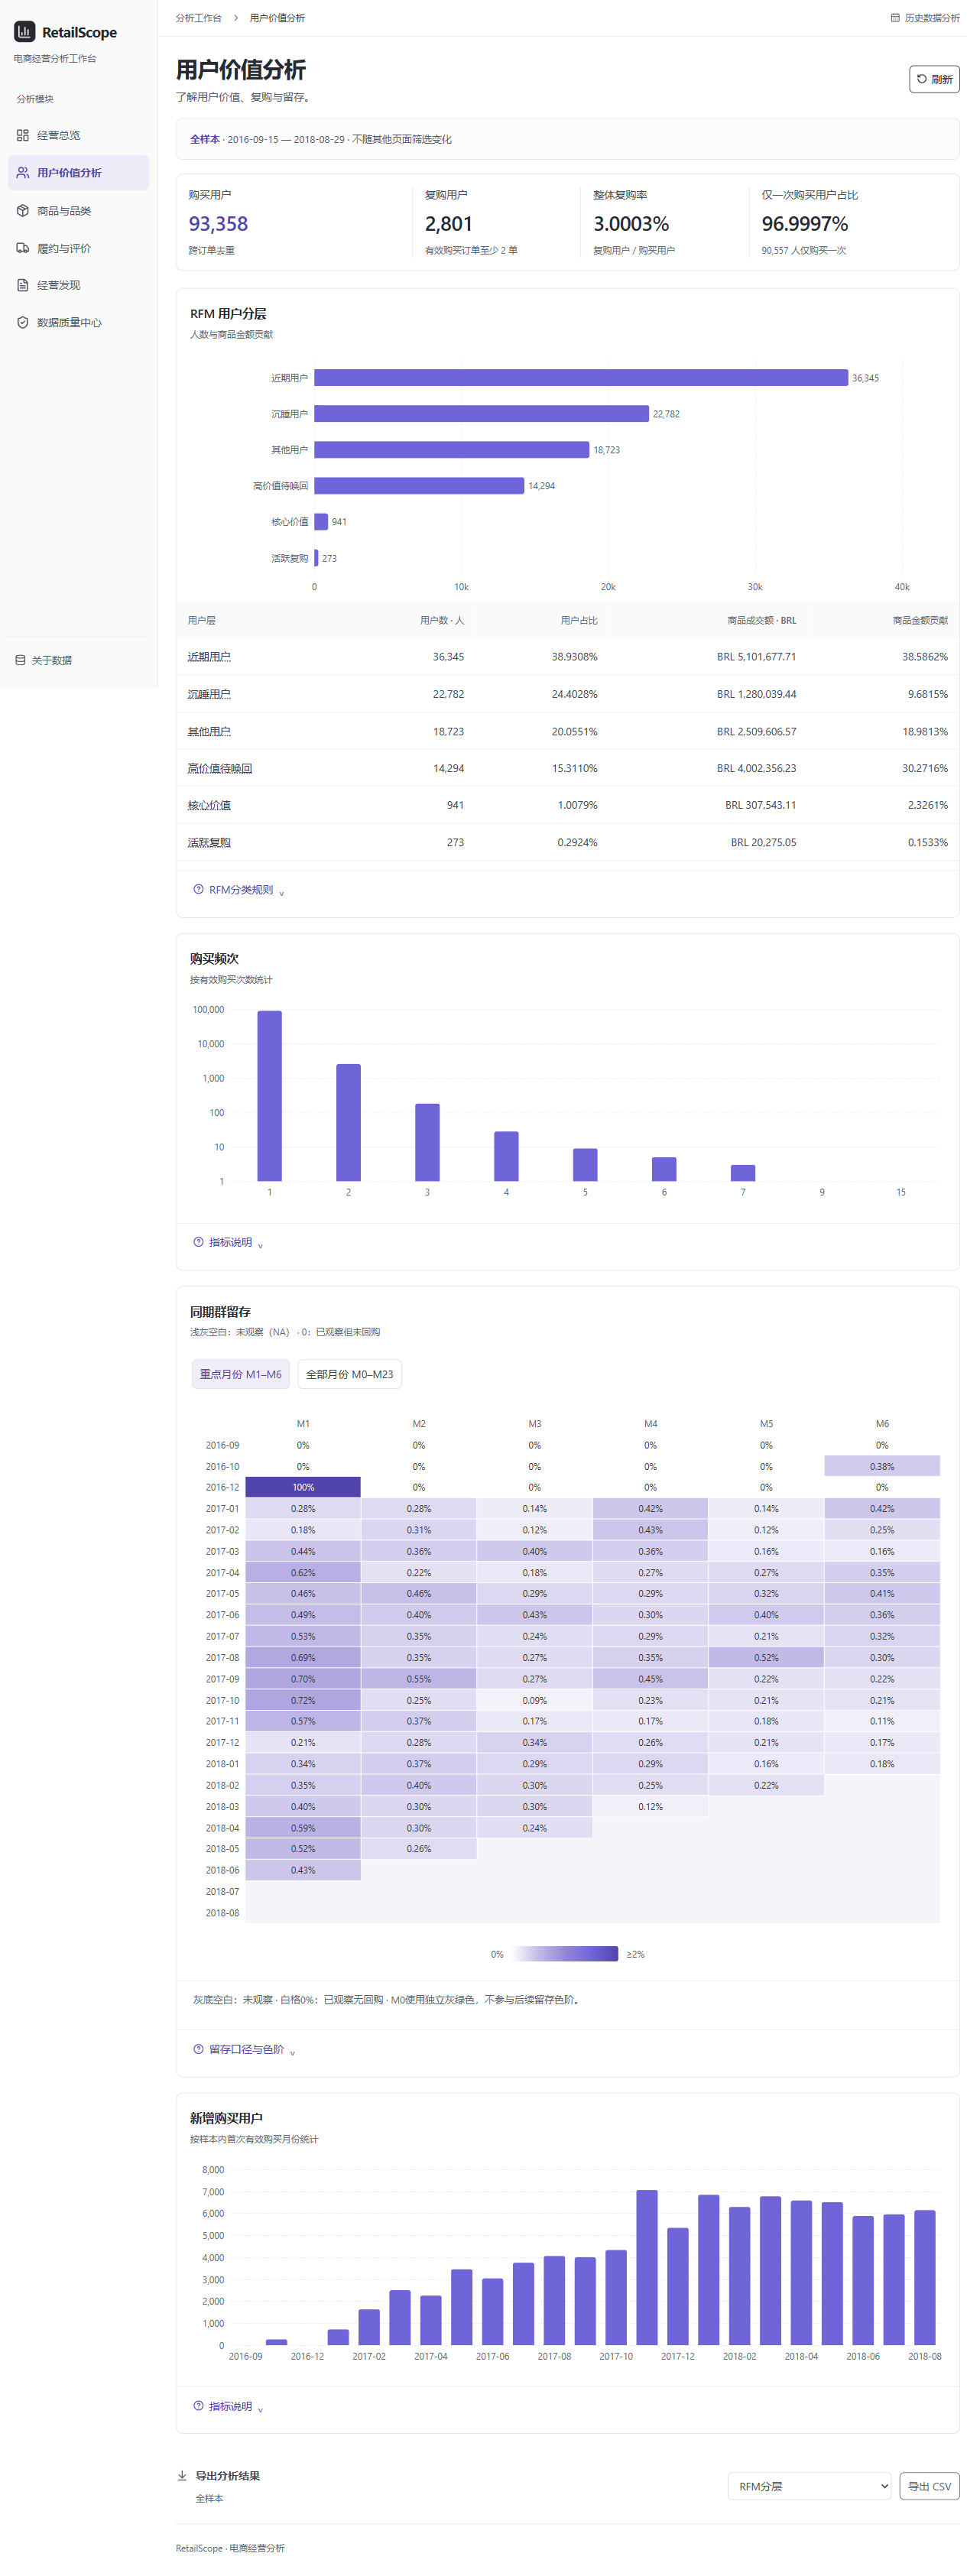 RetailScope
电商经营分析工作台
分析模块
经营总览
用户价值分析
商品与品类
履约与评价
经营发现
数据质量中心
关于数据
分析工作台 > 用户价值分析
历史数据分析
用户价值分析
了解用户价值、复购与留存。
刷新
全样本 · 2016-09-15 — 2018-08-29 · 不随其他页面筛选变化
购买用户 复购用户 整体复购率 仅一次购买用户占比
93,358 2,801 3.0003% 96.9997%
跨订单去重 有效购买订单至少 2 单 复购用户 / 购买用户 90,557 人仅购买一次
RFM 用户分层
人数与商品金额贡献
近期用户 36,345
沉睡用户 22,782
其他用户 18,723
高价值待唤回 14,294
核心价值 941
活跃复购 273
0 10k 20k 30k 40k
用户层 用户数 · 人 用户占比 商品成交额 · BRL 商品金额贡献
近期用户 36,345 38.9308% BRL 5,101,677.71 38.5862%
沉睡用户 22,782 24.4028% BRL 1,280,039.44 9.6815%
其他用户 18,723 20.0551% BRL 2,509,606.57 18.9813%
高价值待唤回 14,294 15.3110% BRL 4,002,356.23 30.2716%
核心价值 941 1.0079% BRL 307,543.11 2.3261%
活跃复购 273 0.2924% BRL 20,275.05 0.1533%
RFM分类规则
购买频次
按有效购买次数统计
100,000
10,000
1,000
100
10
1
1 2 3 4 5 6 7 9 15
指标说明
同期群留存
浅灰空白：未观察（NA） · 0：已观察但未回购
重点月份 M1–M6 全部月份 M0–M23
M1 M2 M3 M4 M5 M6
2016-09 0% 0% 0% 0% 0% 0%
2016-10 0% 0% 0% 0% 0% 0.38%
2016-12 100% 0% 0% 0% 0% 0%
2017-01 0.28% 0.28% 0.14% 0.42% 0.14% 0.42%
2017-02 0.18% 0.31% 0.12% 0.43% 0.12% 0.25%
2017-03 0.44% 0.36% 0.40% 0.36% 0.16% 0.16%
2017-04 0.62% 0.22% 0.18% 0.27% 0.27% 0.35%
2017-05 0.46% 0.46% 0.29% 0.29% 0.32% 0.41%
2017-06 0.49% 0.40% 0.43% 0.30% 0.40% 0.36%
2017-07 0.53% 0.35% 0.24% 0.29% 0.21% 0.32%
2017-08 0.69% 0.35% 0.27% 0.35% 0.52% 0.30%
2017-09 0.70% 0.55% 0.27% 0.45% 0.22% 0.22%
2017-10 0.72% 0.25% 0.09% 0.23% 0.21% 0.21%
2017-11 0.57% 0.37% 0.17% 0.17% 0.18% 0.11%
2017-12 0.21% 0.28% 0.34% 0.26% 0.21% 0.17%
2018-01 0.34% 0.37% 0.29% 0.29% 0.16% 0.18%
2018-02 0.35% 0.40% 0.30% 0.25% 0.22%
2018-03 0.40% 0.30% 0.30% 0.12%
2018-04 0.59% 0.30% 0.24%
2018-05 0.52% 0.26%
2018-06 0.43%
2018-07
2018-08
0% ≥2%
灰底空白：未观察 · 白格0%：已观察无回购 · M0使用独立灰绿色，不参与后续留存色阶。
留存口径与色阶
新增购买用户
按样本内首次有效购买月份统计
8,000
7,000
6,000
5,000
4,000
3,000
2,000
1,000
0
2016-09 2016-12 2017-02 2017-04 2017-06 2017-08 2017-10 2017-12 2018-02 2018-04 2018-06 2018-08
指标说明
导出分析结果
全样本
RFM分层
导出 CSV
RetailScope · 电商经营分析